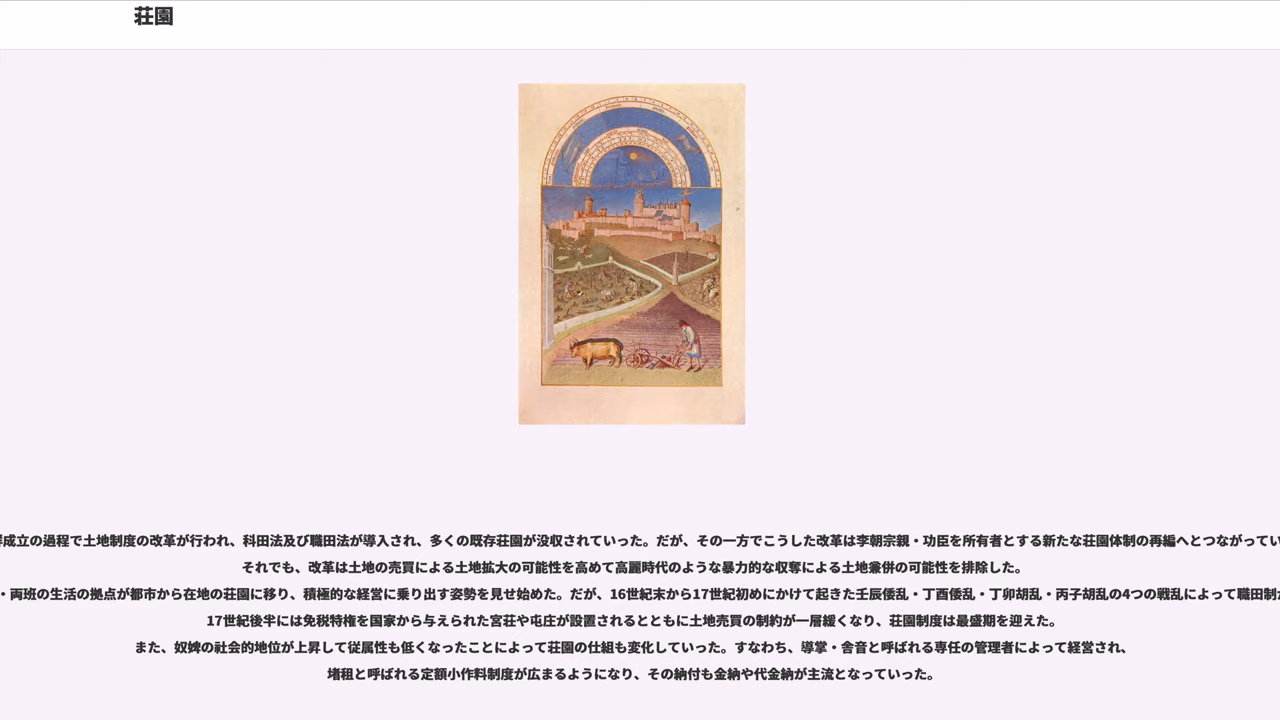 荘園
成立の過程で土地制度の改革が行われ、科田法及び職田法が導入され、多くの既存荘園が没収されていった。だが、その一方でこうした改革は李朝宗親・功臣を所有者とする新たな荘園体制の再編へとつながってい
それでも、改革は土地の売買による土地拡大の可能性を高めて高麗時代のような暴力的な収奪による土地兼併の可能性を排除した。
・両班の生活の拠点が都市から在地の荘園に移り、積極的な経営に乗り出す姿勢を見せ始めた。だが、16世紀末から17世紀初めにかけて起きた壬辰倭乱・丁酉倭乱・丁卯胡乱・丙子胡乱の4つの戦乱によって職田制
17世紀後半には免税特権を国家から与えられた宮荘や屯庄が設置されるとともに土地売買の制約が一層緩くなり、荘園制度は最盛期を迎えた。
また、奴婢の社会的地位が上昇して従属性も低くなったことによって荘園の仕組も変化していった。すなわち、導掌・舎音と呼ばれる専任の管理者によって経営され、
堵租と呼ばれる定額小作料制度が広まるようになり、その納付も金納や代金納が主流となっていった。